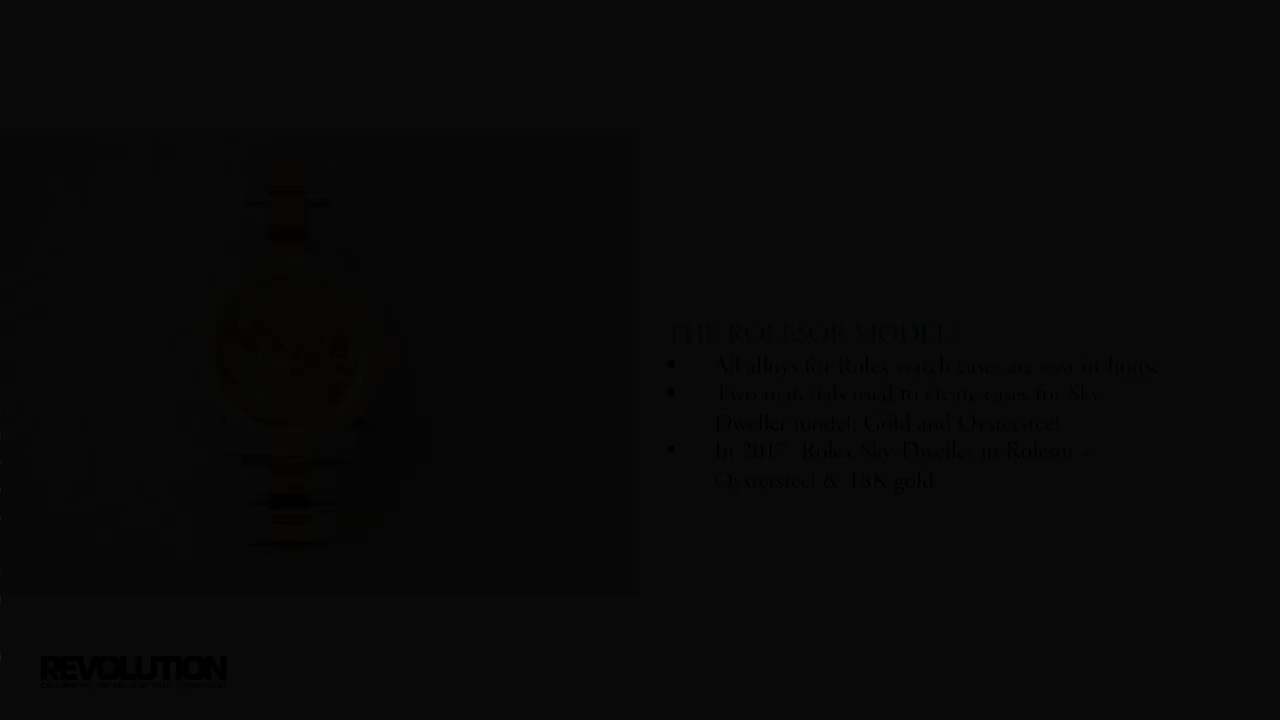 THE ROLESOR MODELS
• All alloys for Rolex watch cases are cast in-house
• Two materials used to create cases for Sky-
Dweller model: Gold and Oystersteel
• In 2017, Rolex Sky-Dweller in Rolesor –
Oystersteel & 18K gold
REVOLUTION